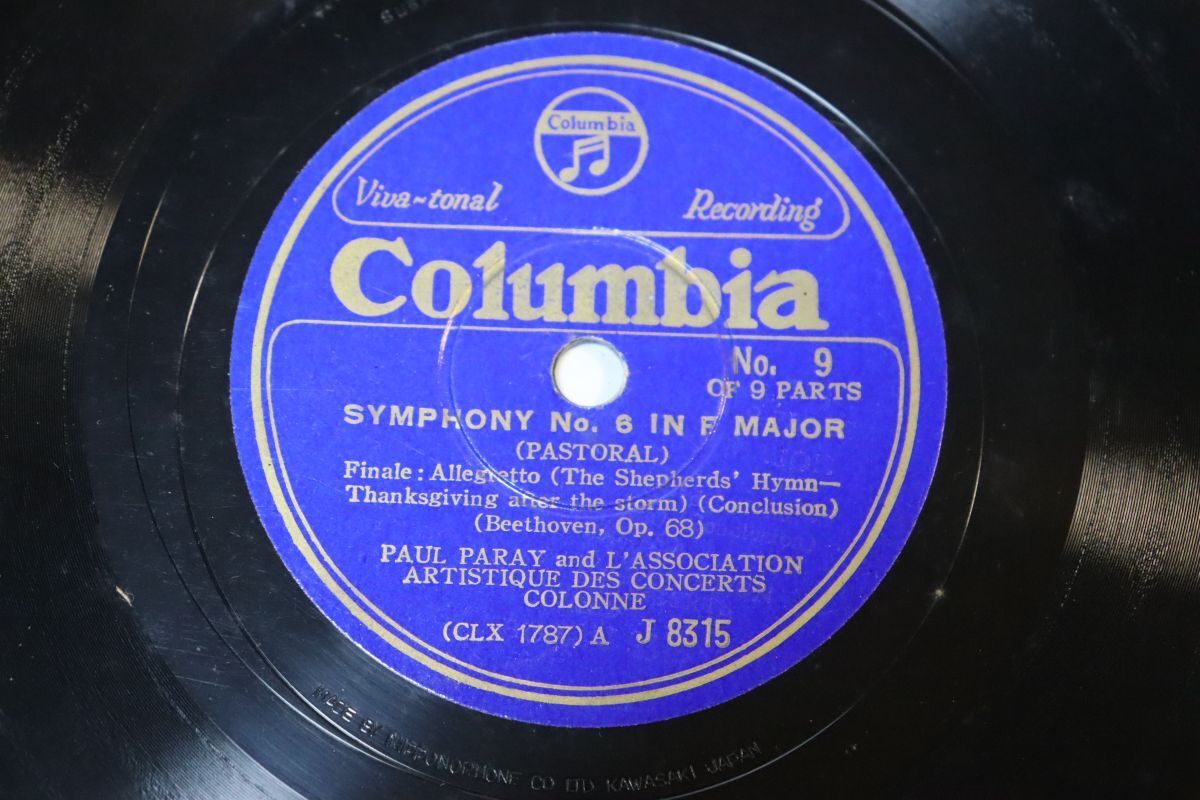 Columbia
Viva-tonal Recording
Columbia
No. 9
OF 9 PARTS
SYMPHONY No. 6 IN F MAJOR
(PASTORAL)
Finale: Allegretto (The Shepherds' Hymn—
Thanksgiving after the storm) (Conclusion)
(Beethoven, Op. 68)
PAUL PARAY and L'ASSOCIATION
ARTISTIQUE DES CONCERTS
COLONNE
(CLX 1787) A J 8315
MADE BY NIPPONOPHONE CO LTD KAWASAKI JAPAN